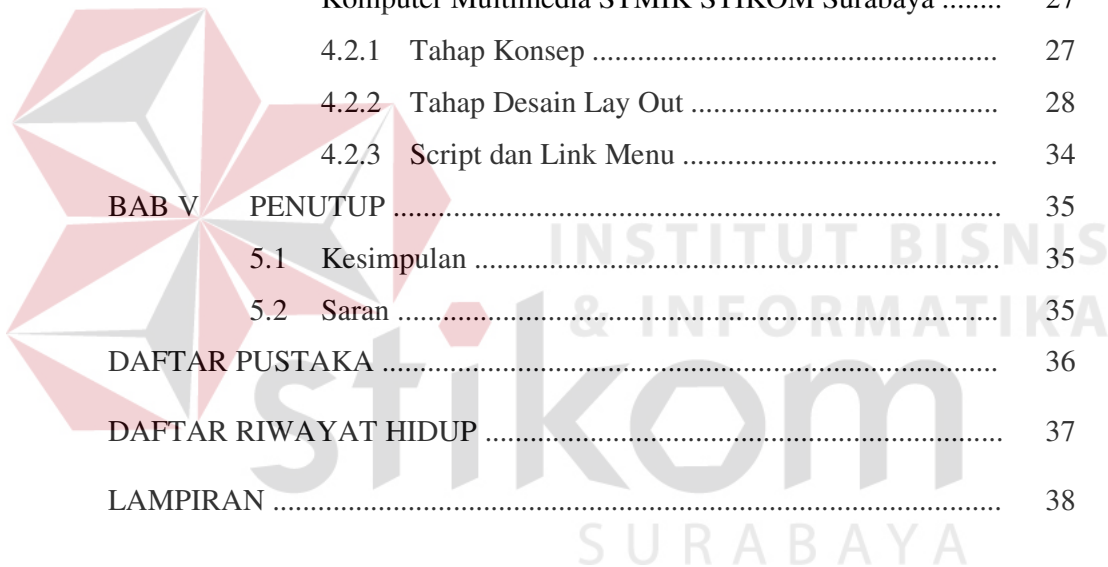 Komputer Multimedia STMIK STIKOM Surabaya ........ 27
4.2.1 Tahap Konsep ........ 27
4.2.2 Tahap Desain Lay Out ........ 28
4.2.3 Script dan Link Menu ........ 34
BAB V PENUTUP ........ 35
5.1 Kesimpulan ........ 35
5.2 Saran ........ 35
DAFTAR PUSTAKA ........ 36
DAFTAR RIWAYAT HIDUP ........ 37
LAMPIRAN ........ 38
INSTITUT BISNIS
& INFORMATIKA
stikom
SURABAYA